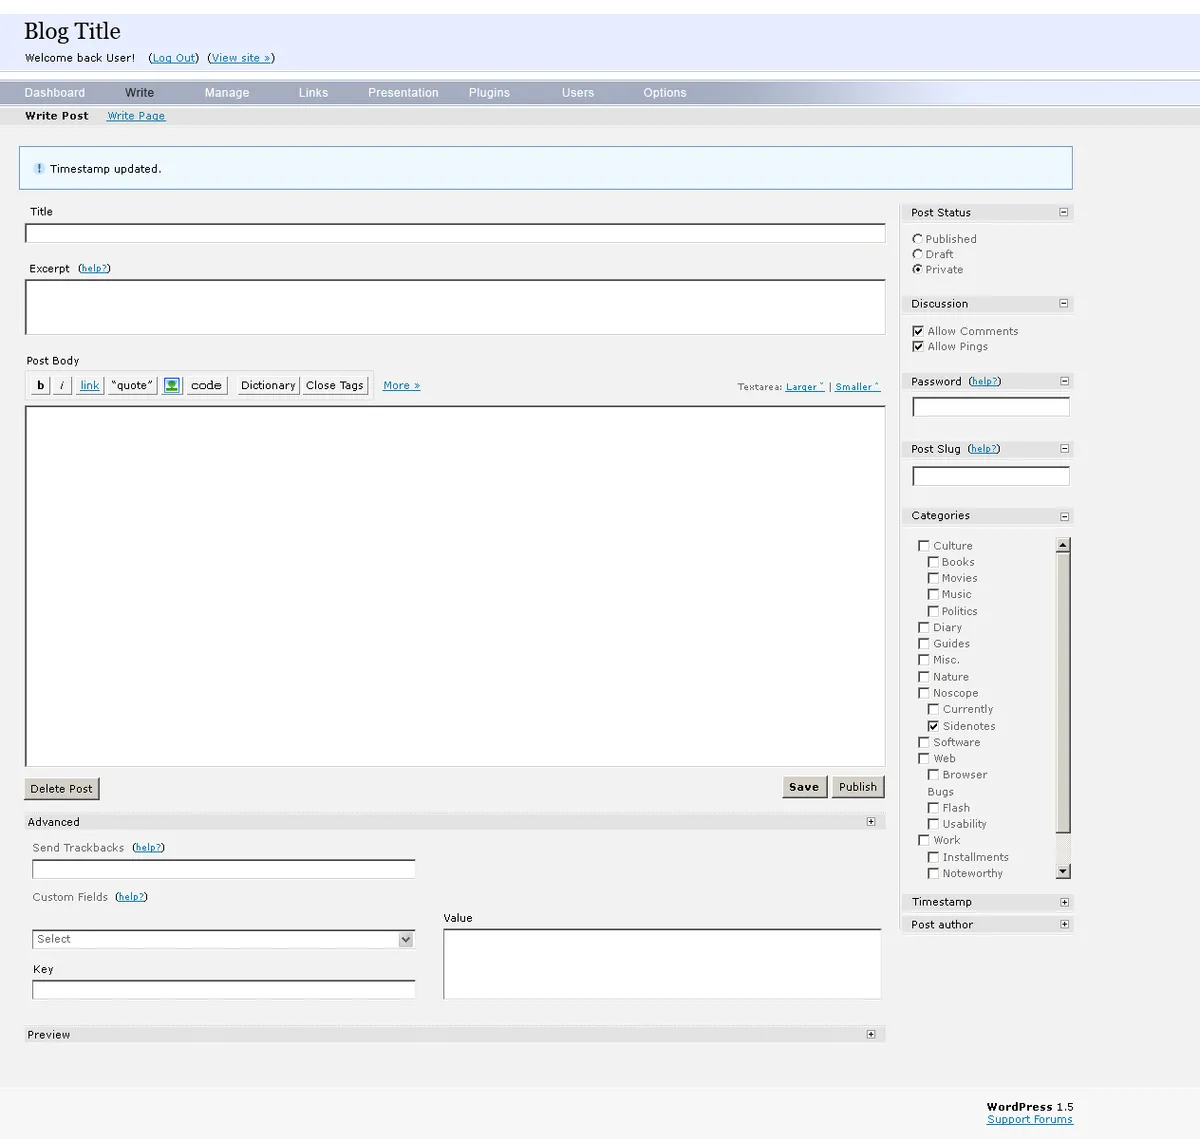 Blog Title
Welcome back User! (Log Out) (View site »)
Dashboard Write Manage Links Presentation Plugins Users Options
Write Post Write Page
! Timestamp updated.
Title
Excerpt (help?)
Post Body
b i link “quote” code Dictionary Close Tags More » Textarea: Larger ˇ | Smaller ˆ
Delete Post Save Publish
Advanced
Send Trackbacks (help?)
Custom Fields (help?)
Select
Key
Value
Preview
Post Status
Published
Draft
Private
Discussion
Allow Comments
Allow Pings
Password (help?)
Post Slug (help?)
Categories
Culture
Books
Movies
Music
Politics
Diary
Guides
Misc.
Nature
Noscope
Currently
Sidenotes
Software
Web
Browser
Bugs
Flash
Usability
Work
Installments
Noteworthy
Timestamp
Post author
WordPress 1.5
Support Forums